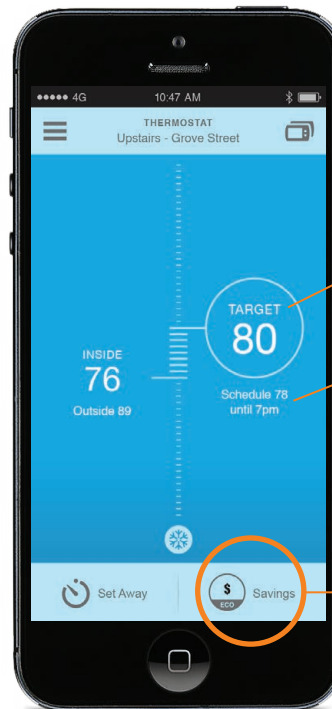 4G
10:47 AM
THERMOSTAT
Upstairs - Grove Street
TARGET
80
INSIDE
76
Outside 89
Schedule 78
until 7pm
Set Away
$
ECO
Savings